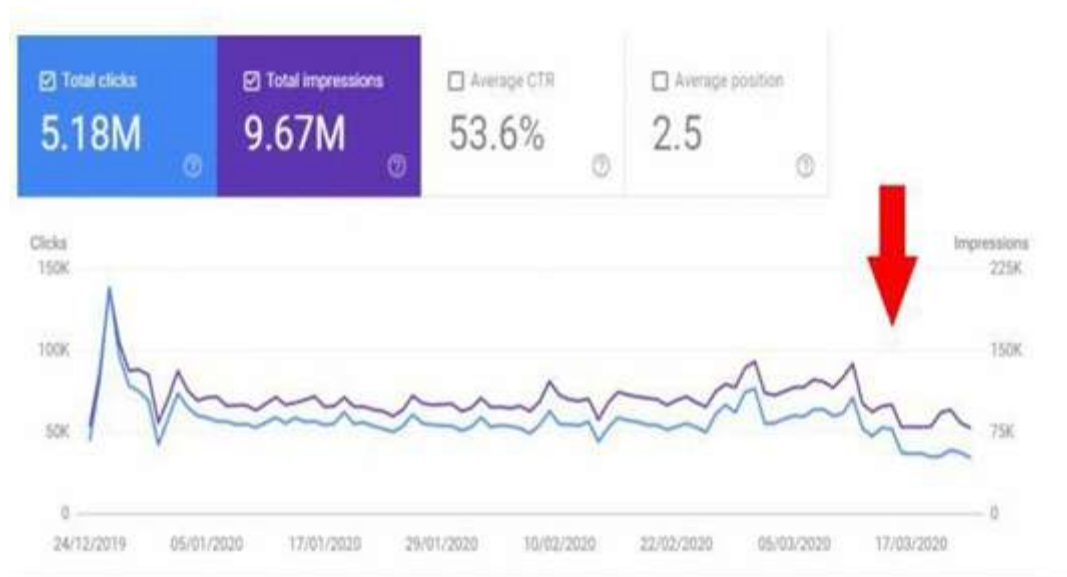 Total clicks Total impressions Average CTR Average position
5.18M 9.67M 53.6% 2.5
Clicks Impressions
150K 225K
100K 150K
50K 75K
0 0
24/12/2019 05/01/2020 17/01/2020 29/01/2020 10/02/2020 22/02/2020 05/03/2020 17/03/2020